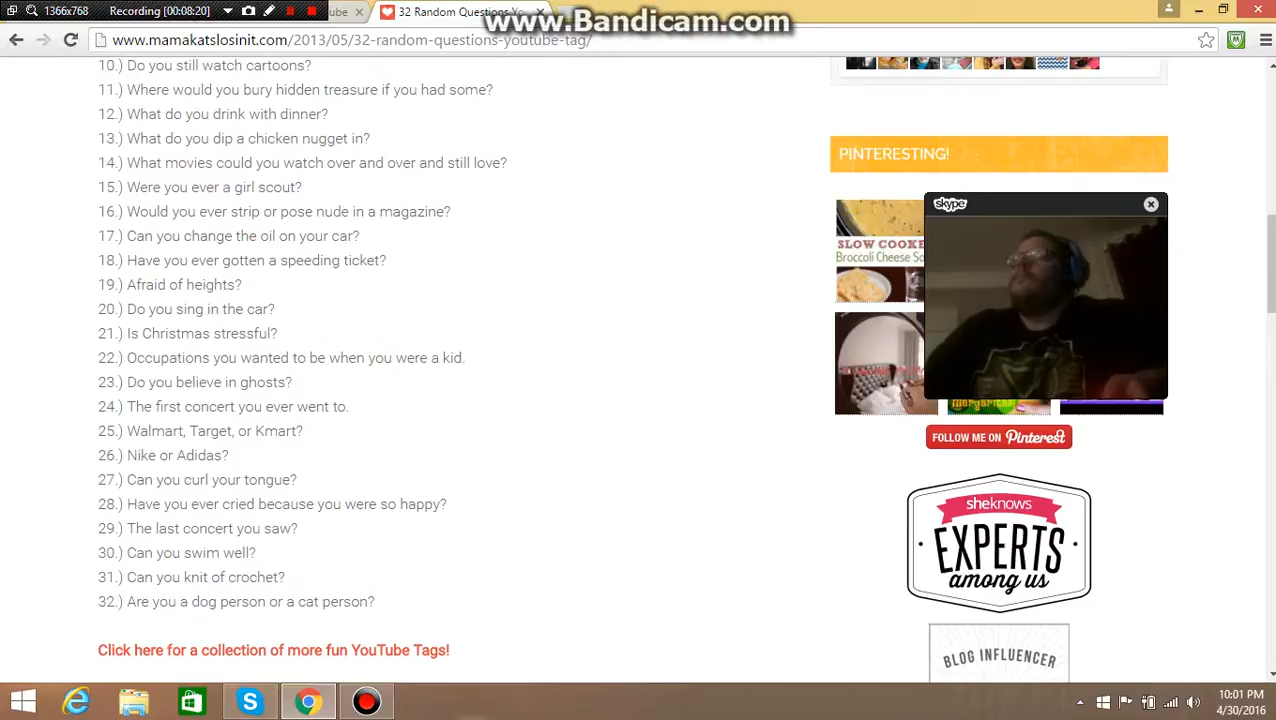 1366x768
Recording [00:08:20]
32 Random Questions Yo
www.Bandicam.com
www.mamakatslosinit.com/2013/05/32-random-questions-youtube-tag/
10.) Do you still watch cartoons?
11.) Where would you bury hidden treasure if you had some?
12.) What do you drink with dinner?
13.) What do you dip a chicken nugget in?
14.) What movies could you watch over and over and still love?
15.) Were you ever a girl scout?
16.) Would you ever strip or pose nude in a magazine?
17.) Can you change the oil on your car?
18.) Have you ever gotten a speeding ticket?
19.) Afraid of heights?
20.) Do you sing in the car?
21.) Is Christmas stressful?
22.) Occupations you wanted to be when you were a kid.
23.) Do you believe in ghosts?
24.) The first concert you ever went to.
25.) Walmart, Target, or Kmart?
26.) Nike or Adidas?
27.) Can you curl your tongue?
28.) Have you ever cried because you were so happy?
29.) The last concert you saw?
30.) Can you swim well?
31.) Can you knit of crochet?
32.) Are you a dog person or a cat person?
Click here for a collection of more fun YouTube Tags!
PINTERESTING!
skype
SLOW COOKE
Broccoli Cheese So
FOLLOW ME ON Pinterest
sheknows
EXPERTS
among us
BLOG INFLUENCER
10:01 PM
4/30/2016